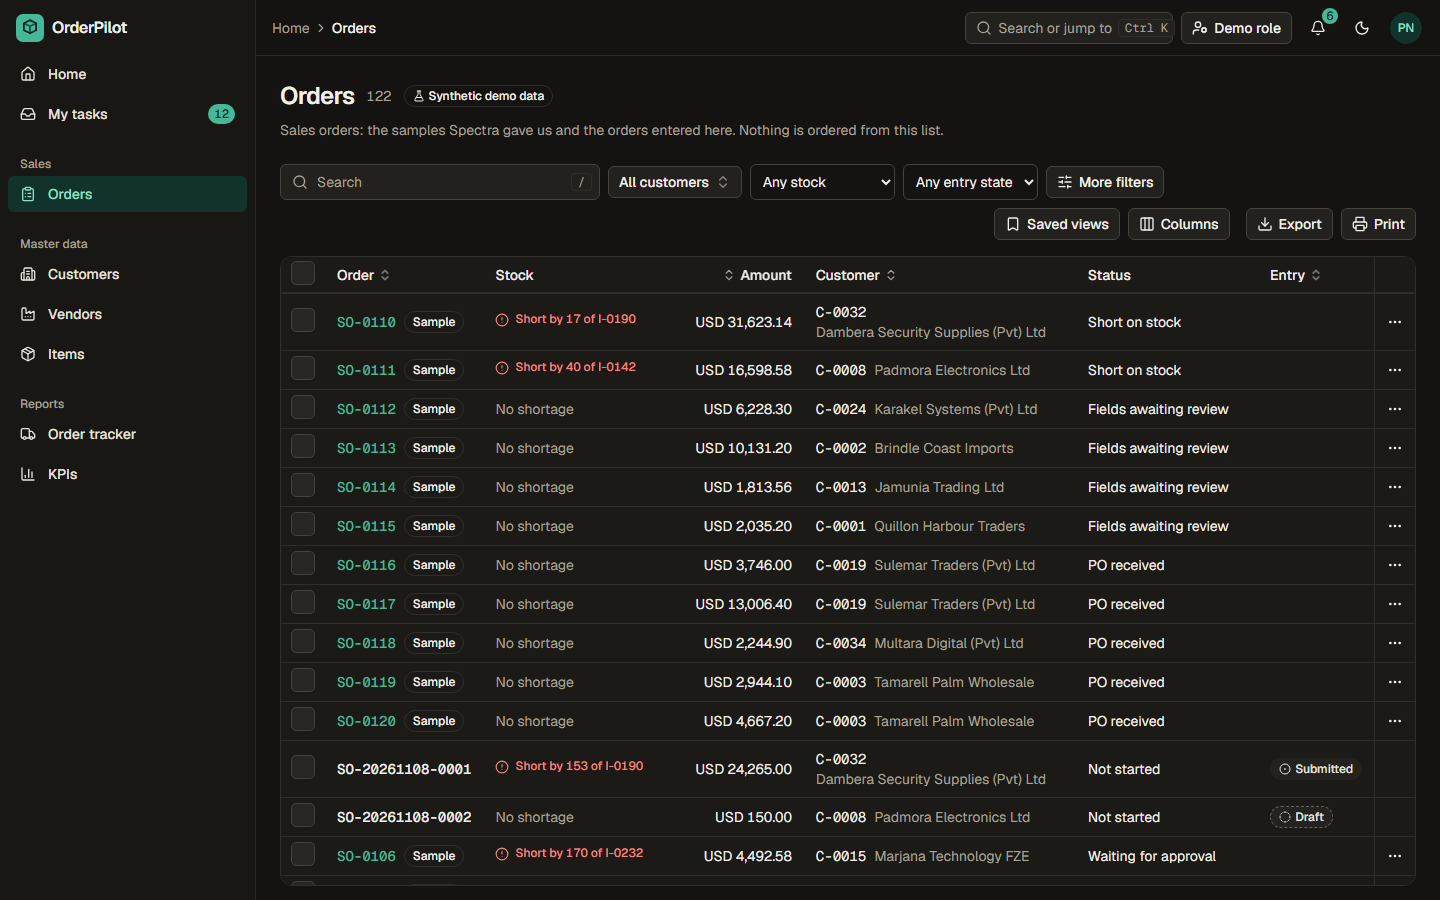 OrderPilot
Home
My tasks 12
Sales
Orders
Master data
Customers
Vendors
Items
Reports
Order tracker
KPIs
Home > Orders
Search or jump to Ctrl K
Demo role
6
PN
Orders 122 Synthetic demo data
Sales orders: the samples Spectra gave us and the orders entered here. Nothing is ordered from this list.
Search /
All customers
Any stock
Any entry state
More filters
Saved views
Columns
Export
Print
Order Stock Amount Customer Status Entry
SO-0110 Sample Short by 17 of I-0190 USD 31,623.14 C-0032 Dambera Security Supplies (Pvt) Ltd Short on stock
SO-0111 Sample Short by 40 of I-0142 USD 16,598.58 C-0008 Padmora Electronics Ltd Short on stock
SO-0112 Sample No shortage USD 6,228.30 C-0024 Karakel Systems (Pvt) Ltd Fields awaiting review
SO-0113 Sample No shortage USD 10,131.20 C-0002 Brindle Coast Imports Fields awaiting review
SO-0114 Sample No shortage USD 1,813.56 C-0013 Jamunia Trading Ltd Fields awaiting review
SO-0115 Sample No shortage USD 2,035.20 C-0001 Quillon Harbour Traders Fields awaiting review
SO-0116 Sample No shortage USD 3,746.00 C-0019 Sulemar Traders (Pvt) Ltd PO received
SO-0117 Sample No shortage USD 13,006.40 C-0019 Sulemar Traders (Pvt) Ltd PO received
SO-0118 Sample No shortage USD 2,244.90 C-0034 Multara Digital (Pvt) Ltd PO received
SO-0119 Sample No shortage USD 2,944.10 C-0003 Tamarell Palm Wholesale PO received
SO-0120 Sample No shortage USD 4,667.20 C-0003 Tamarell Palm Wholesale PO received
SO-20261108-0001 Short by 153 of I-0190 USD 24,265.00 C-0032 Dambera Security Supplies (Pvt) Ltd Not started Submitted
SO-20261108-0002 No shortage USD 150.00 C-0008 Padmora Electronics Ltd Not started Draft
SO-0106 Sample Short by 170 of I-0232 USD 4,492.58 C-0015 Marjana Technology FZE Waiting for approval